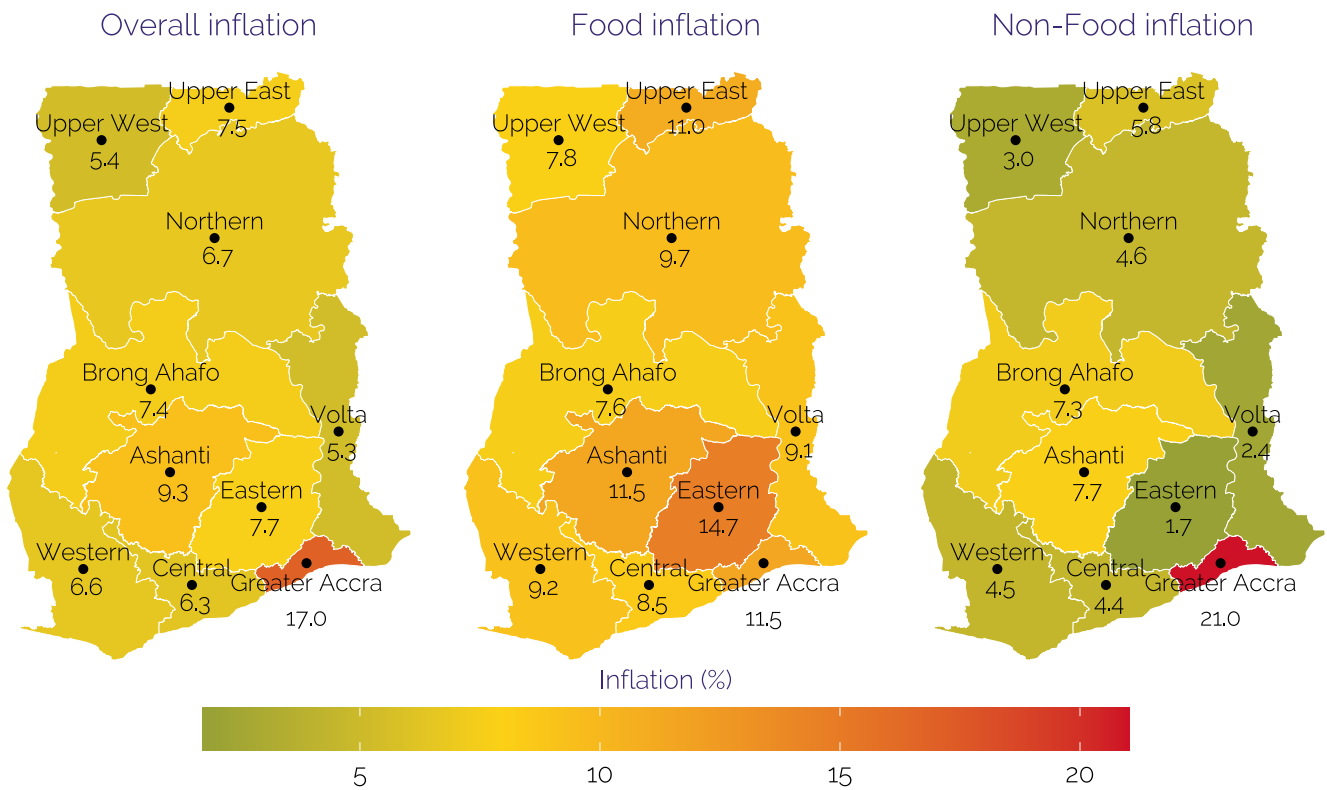 Overall inflation
Upper East
7.5
Upper West
5.4
Northern
6.7
Brong Ahafo
7.4
Volta
5.3
Ashanti
9.3
Eastern
7.7
Western
6.6
Central
6.3
Greater Accra
17.0
Food inflation
Upper East
11.0
Upper West
7.8
Northern
9.7
Brong Ahafo
7.6
Volta
9.1
Ashanti
11.5
Eastern
14.7
Western
9.2
Central
8.5
Greater Accra
11.5
Non-Food inflation
Upper East
5.8
Upper West
3.0
Northern
4.6
Brong Ahafo
7.3
Volta
2.4
Ashanti
7.7
Eastern
1.7
Western
4.5
Central
4.4
Greater Accra
21.0
Inflation (%)
5 10 15 20